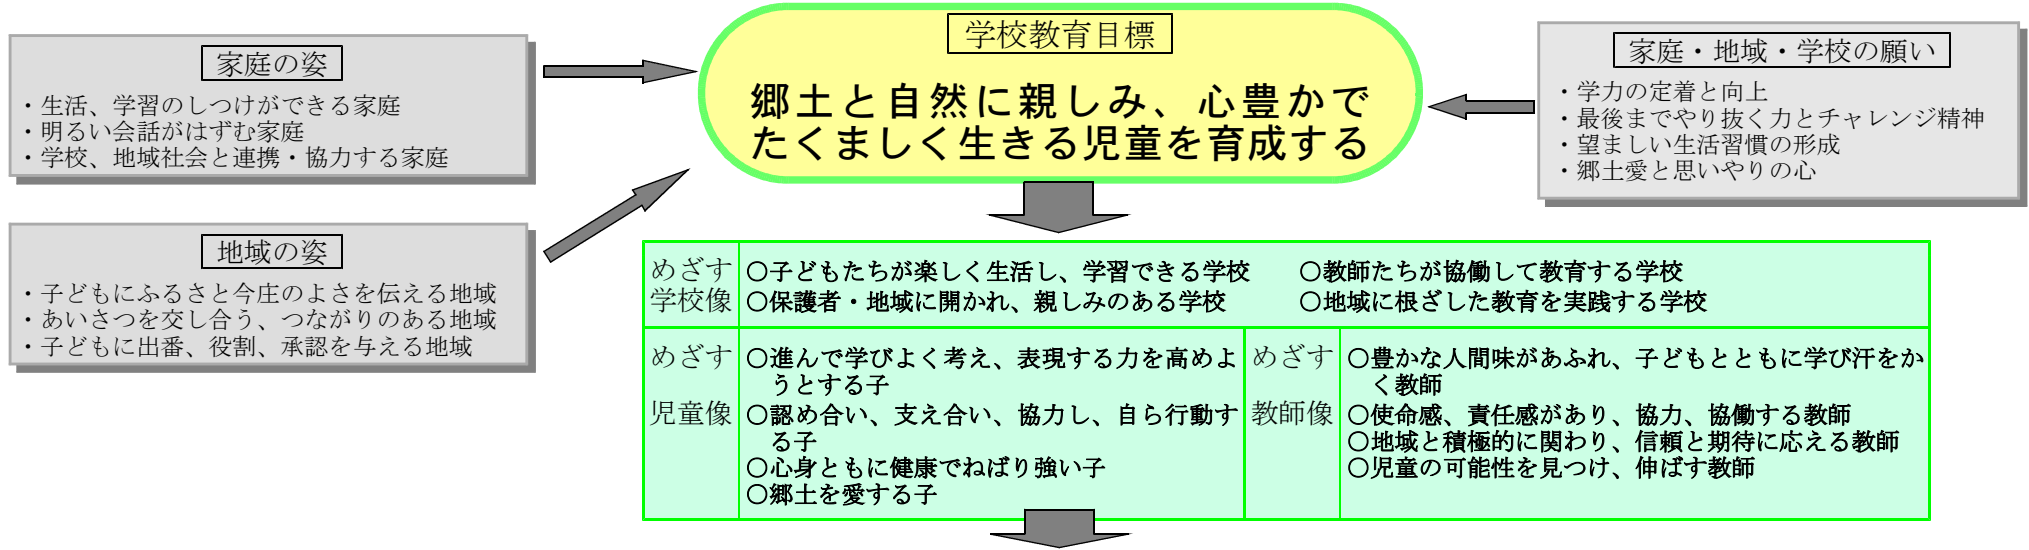 家庭の姿
・生活、学習のしつけができる家庭
・明るい会話がはずむ家庭
・学校、地域社会と連携・協力する家庭
地域の姿
・子どもにふるさと今庄のよさを伝える地域
・あいさつを交し合う、つながりのある地域
・子どもに出番、役割、承認を与える地域
学校教育目標
郷土と自然に親しみ、心豊かで
たくましく生きる児童を育成する
家庭・地域・学校の願い
・学力の定着と向上
・最後までやり抜く力とチャレンジ精神
・望ましい生活習慣の形成
・郷土愛と思いやりの心
めざす
学校像
○子どもたちが楽しく生活し、学習できる学校　○教師たちが協働して教育する学校
○保護者・地域に開かれ、親しみのある学校　○地域に根ざした教育を実践する学校
めざす
児童像
○進んで学びよく考え、表現する力を高めよ
うとする子
○認め合い、支え合い、協力し、自ら行動す
る子
○心身ともに健康でねばり強い子
○郷土を愛する子
めざす
教師像
○豊かな人間味があふれ、子どもとともに学び汗をか
く教師
○使命感、責任感があり、協力、協働する教師
○地域と積極的に関わり、信頼と期待に応える教師
○児童の可能性を見つけ、伸ばす教師